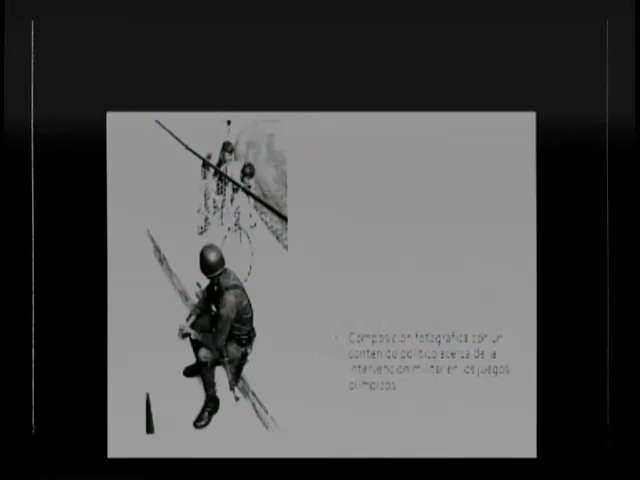 Composición fotográfica con un
contenido político acerca de la
intervención militar en los juegos
olímpicos.